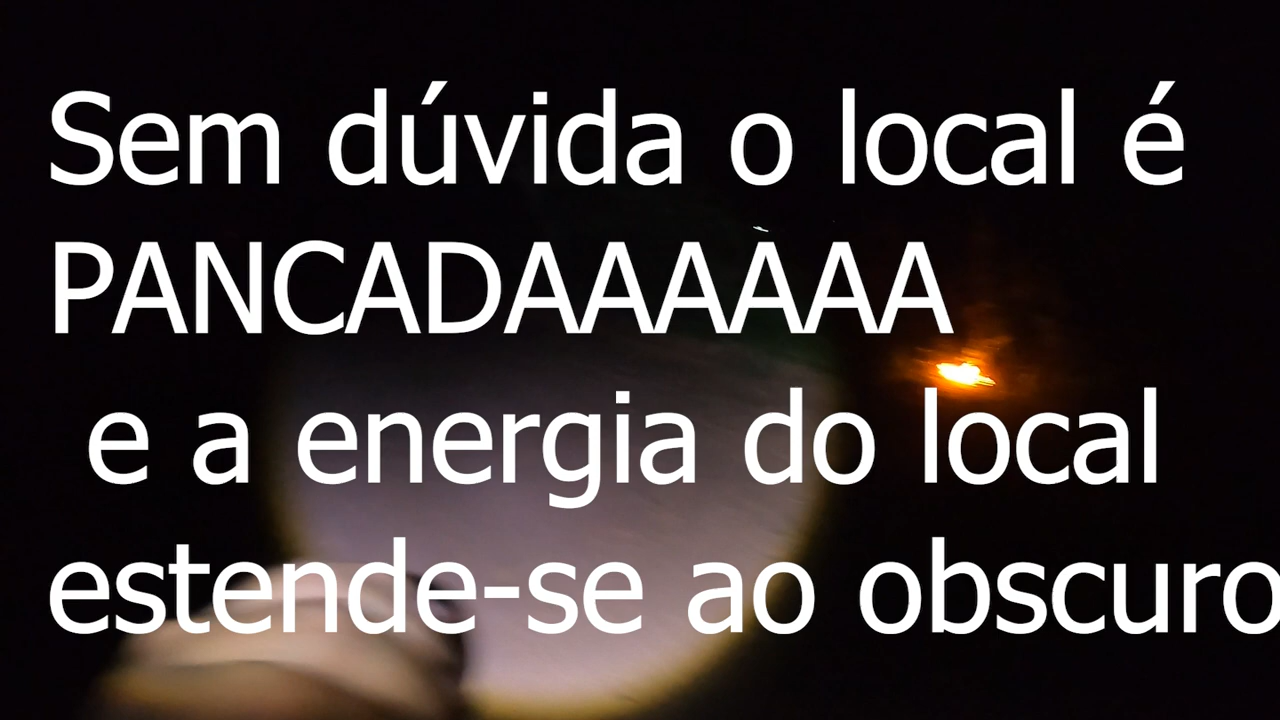 Sem dúvida o local é
PANCADAAAAAA
e a energia do local
estende-se ao obscuro